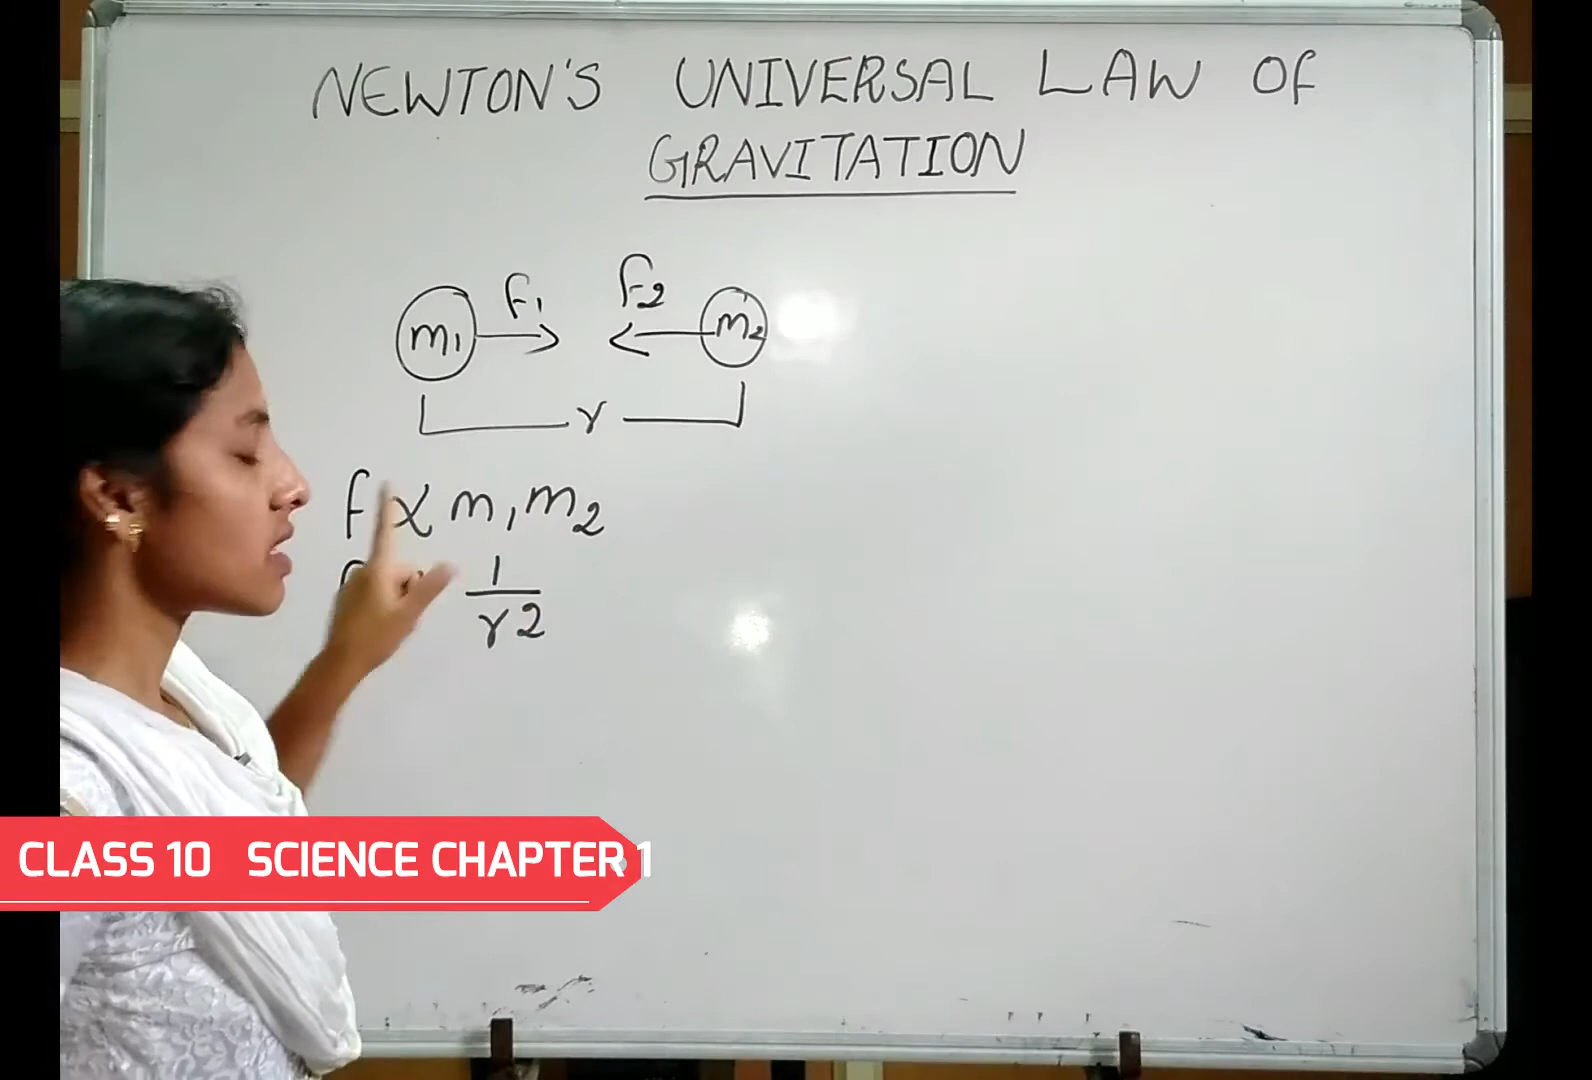 NEWTON'S UNIVERSAL LAW OF
GRAVITATION
F1 F2
m1 m2
r
F ∝ m1m2
1
r2
CLASS 10 SCIENCE CHAPTER 1